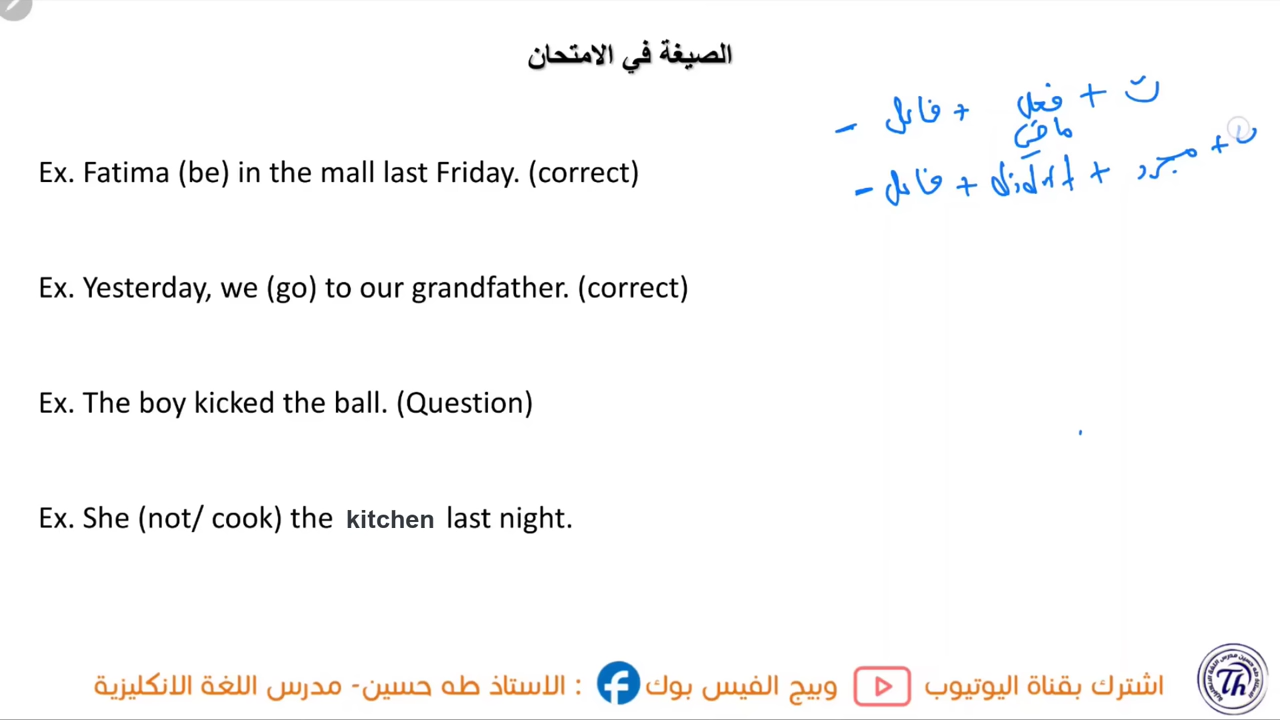 الصيغة في الامتحان
- فاعل + فعل ماضي + ت
- فاعل + didn't + مجرد + ت
Ex. Fatima (be) in the mall last Friday. (correct)
Ex. Yesterday, we (go) to our grandfather. (correct)
Ex. The boy kicked the ball. (Question)
Ex. She (not/ cook) the kitchen last night.
اشترك بقناة اليوتيوب وبيج الفيس بوك : الاستاذ طه حسين- مدرس اللغة الانكليزية
Th